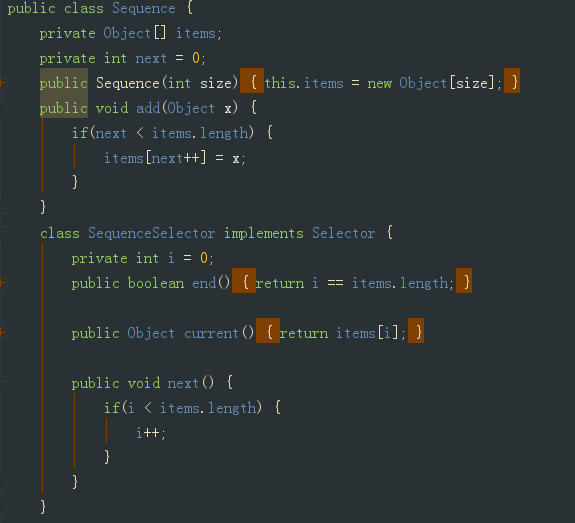 public class Sequence {
private Object[] items;
private int next = 0;
public Sequence(int size) { this.items = new Object[size]; }
public void add(Object x) {
if(next < items.length) {
items[next++] = x;
}
}
class SequenceSelector implements Selector {
private int i = 0;
public boolean end() { return i == items.length; }
public Object current() { return items[i]; }
public void next() {
if(i < items.length) {
i++;
}
}
}